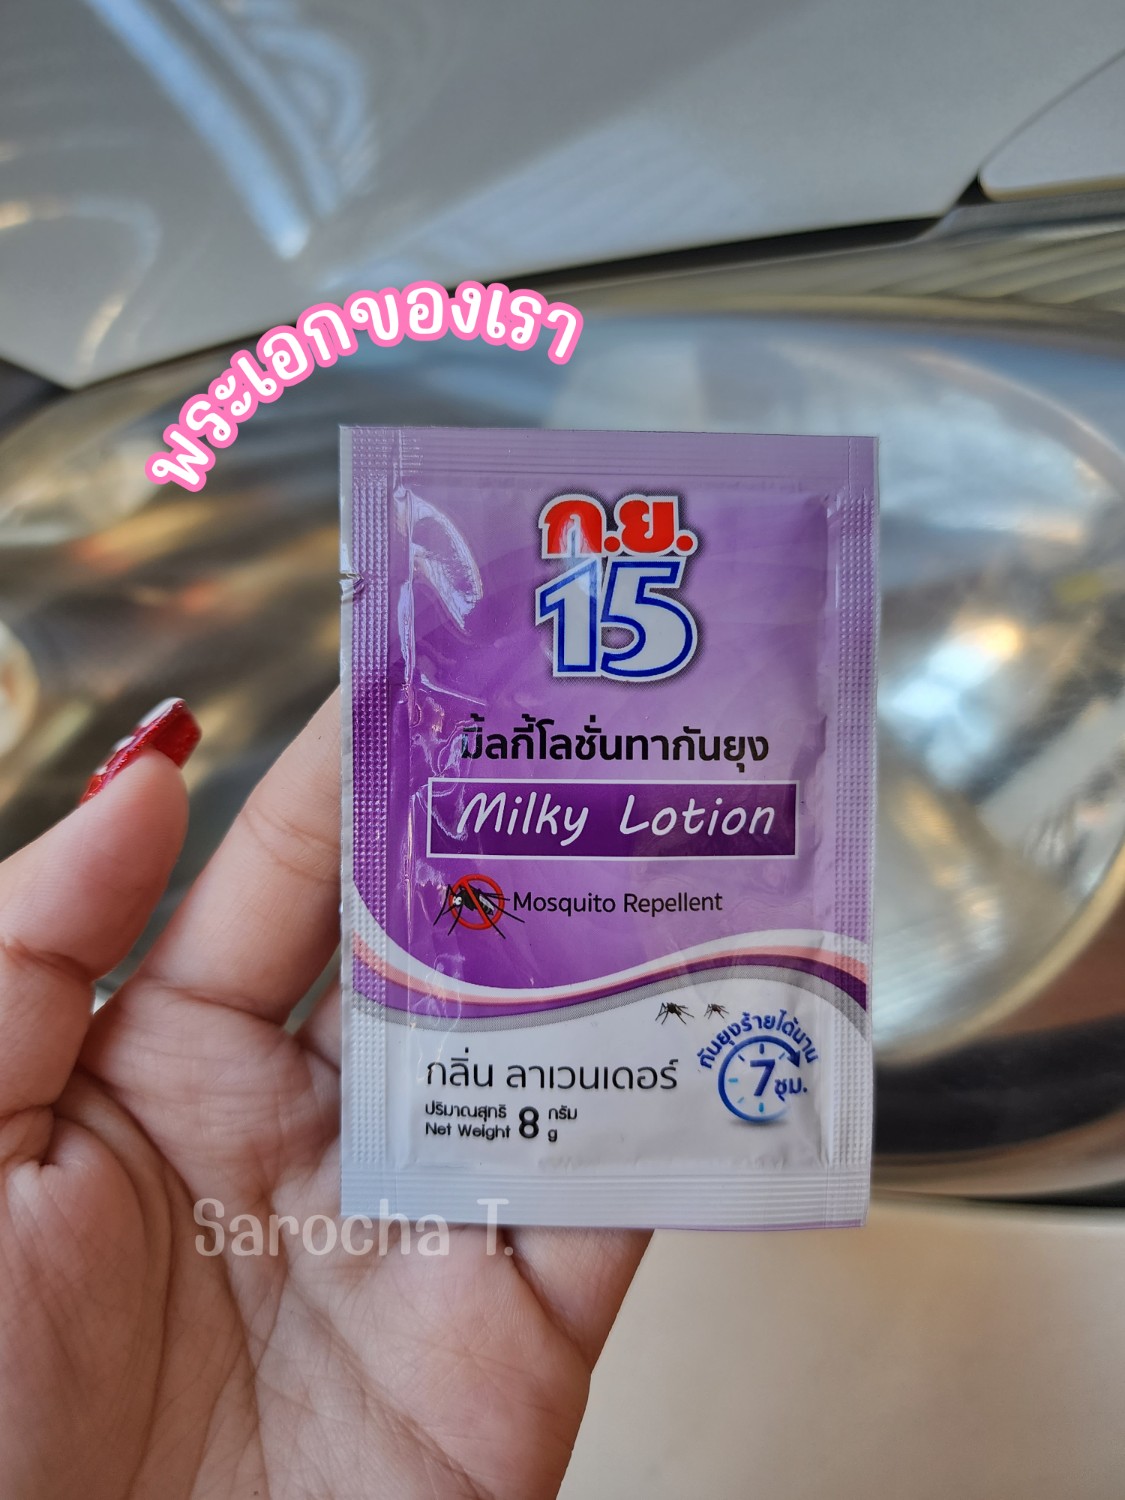 พระเอกของเรา
ก.ย.
15
มิ้ลกี้โลชั่นทากันยุง
Milky Lotion
Mosquito Repellent
กันยุงร้ายได้นาน
7 ชม.
กลิ่น ลาเวนเดอร์
ปริมาณสุทธิ 8 กรัม
Net Weight g
Sarocha T.